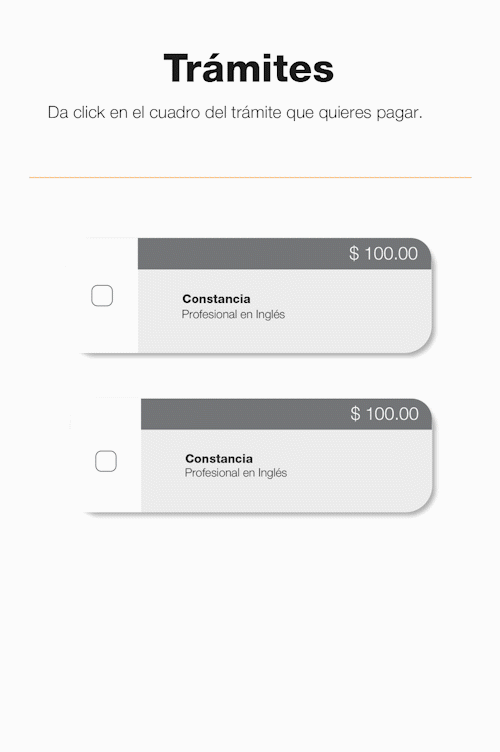 Trámites
Da click en el cuadro del trámite que quieres pagar.
$ 100.00
Constancia
Profesional en Inglés
$ 100.00
Constancia
Profesional en Inglés